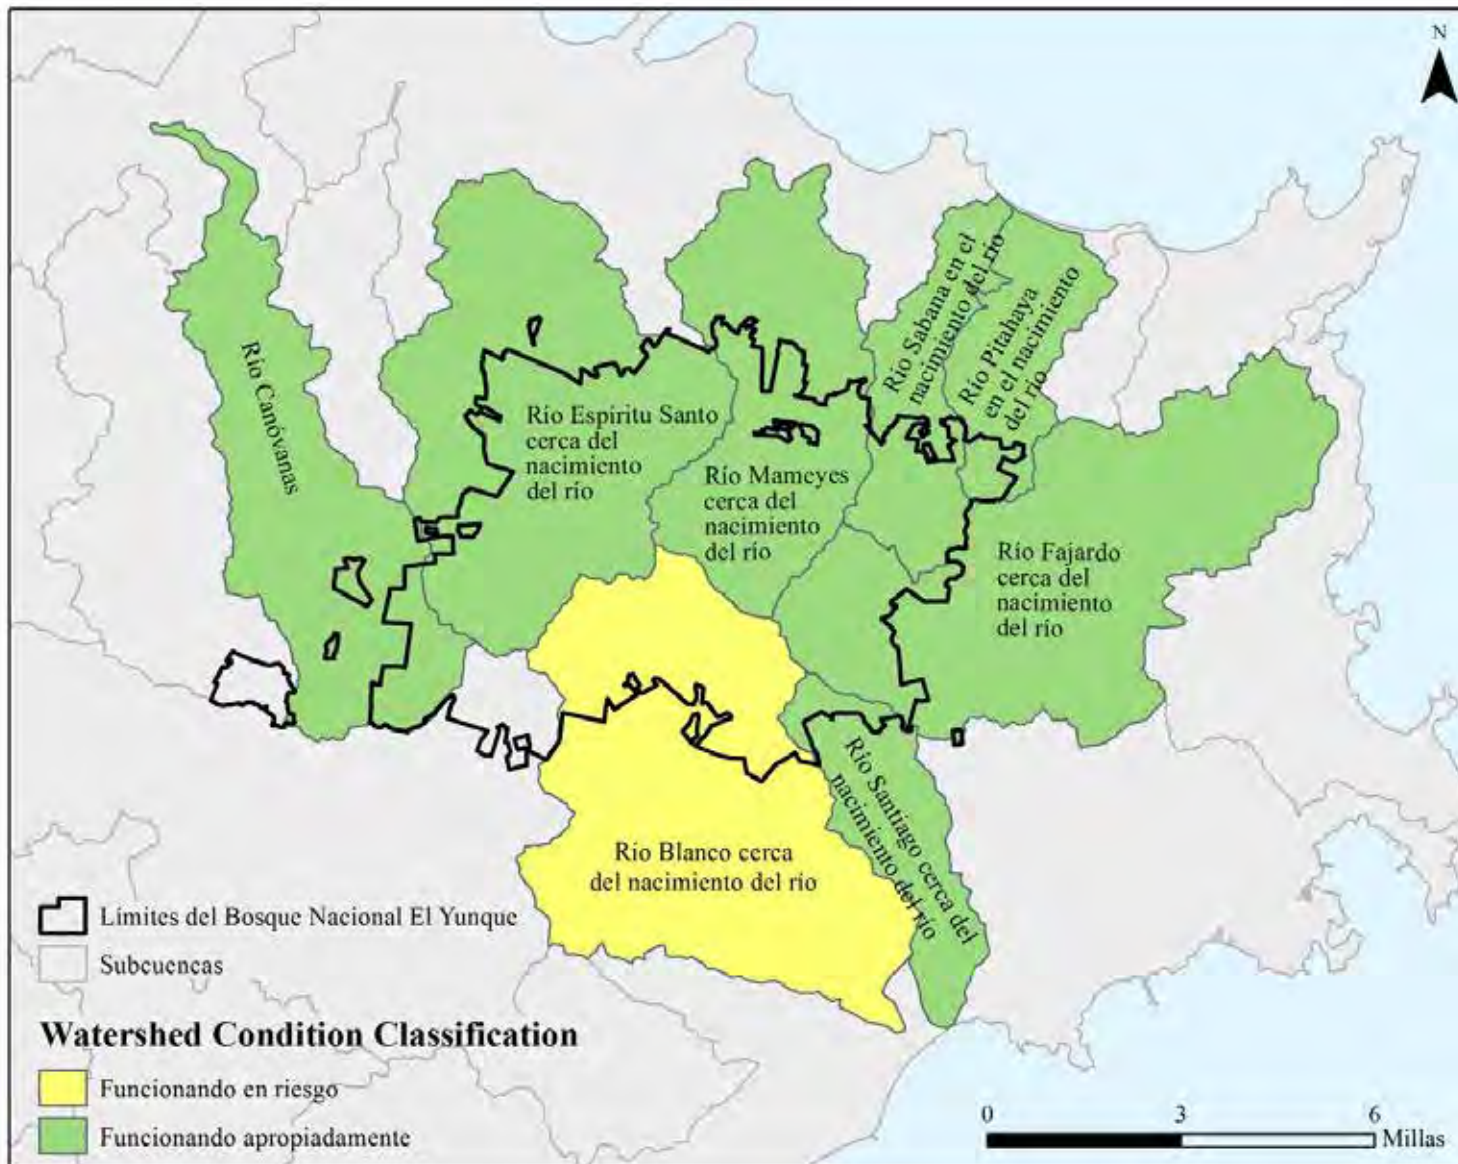 N
Río Sabana en el
nacimiento del río
Río Pitahaya
en el nacimiento
del río
Río Canóvanas
Río Espíritu Santo
cerca del
nacimiento
del río
Río Mameyes
cerca del
nacimiento
del río
Río Fajardo
cerca del
nacimiento
del río
Río Santiago cerca del
nacimiento del río
Río Blanco cerca
del nacimiento del río
Límites del Bosque Nacional El Yunque
Subcuencas
Watershed Condition Classification
Funcionando en riesgo
Funcionando apropiadamente
0 3 6
Millas